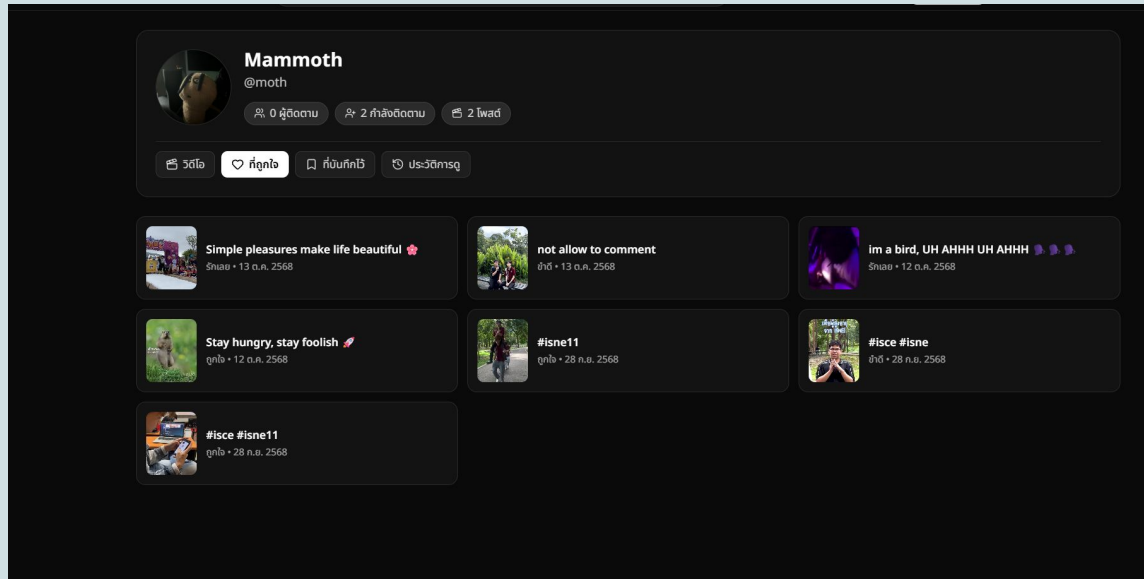 Mammoth
@moth
0 ผู้ติดตาม 2 กำลังติดตาม 2 โพสต์
วิดีโอ ที่ถูกใจ ที่บันทึกไว้ ประวัติการดู
Simple pleasures make life beautiful 🌸
รักเลย • 13 ต.ค. 2568
not allow to comment
ขำดี • 13 ต.ค. 2568
im a bird, UH AHHH UH AHHH 🗣️🗣️🗣️
รักเลย • 12 ต.ค. 2568
Stay hungry, stay foolish 🚀
ถูกใจ • 12 ต.ค. 2568
#isne11
ถูกใจ • 28 ก.ย. 2568
#isce #isne
ขำดี • 28 ก.ย. 2568
#isce #isne11
ถูกใจ • 28 ก.ย. 2568